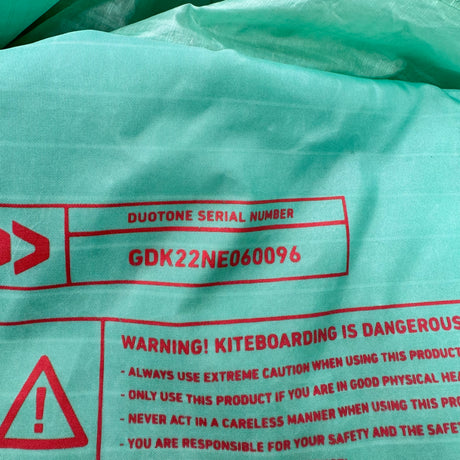 DUOTONE SERIAL NUMBER
GDK22NE060096
WARNING! KITEBOARDING IS DANGEROUS
- ALWAYS USE EXTREME CAUTION WHEN USING THIS PRODUCT
- ONLY USE THIS PRODUCT IF YOU ARE IN GOOD PHYSICAL HEA
- NEVER ACT IN A CARELESS MANNER WHEN USING THIS PRO
- YOU ARE RESPONSIBLE FOR YOUR SAFETY AND THE SAFE